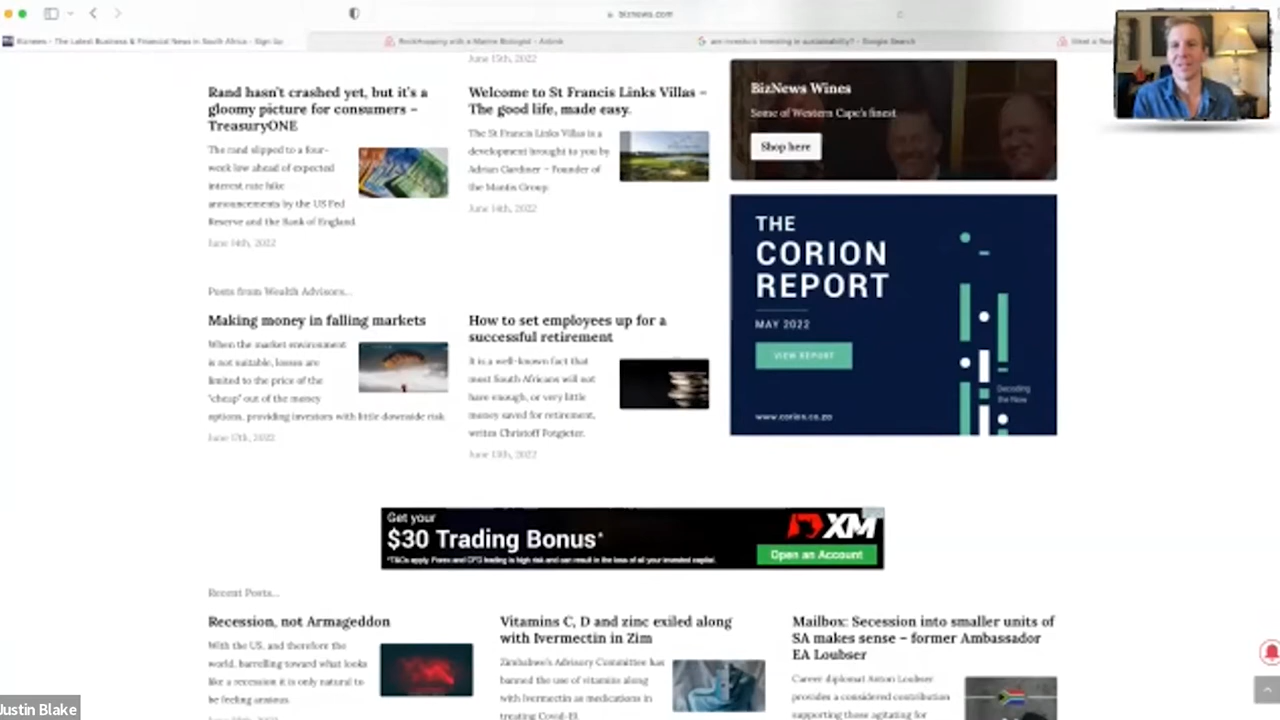 biznews.com
Biznews - The Latest Business & Financial News in South Africa - Sign Up
Rockhopping with a Marine Biologist - Airbnb
are investors investing in sustainability? - Google Search
June 15th, 2022
Rand hasn't crashed yet, but it's a
gloomy picture for consumers –
TreasuryONE
The rand slipped to a four-
week low ahead of expected
interest rate hike
announcements by the US Fed
Reserve and the Bank of England.
June 14th, 2022
Welcome to St Francis Links Villas –
The good life, made easy.
The St Francis Links Villas is a
development brought to you by
Adrian Gardiner – Founder of
the Mantis Group
June 14th, 2022
BizNews Wines
Some of Western Cape's finest
Shop here
THE
CORION
REPORT
MAY 2022
VIEW REPORT
Decoding
the Now
www.corion.co.za
Posts from Wealth Advisors...
Making money in falling markets
When the market environment
is not suitable, losses are
limited to the price of the
"cheap" out of the money
options, providing investors with little downside risk.
June 17th, 2022
How to set employees up for a
successful retirement
It is a well-known fact that
most South Africans will not
have enough, or very little
money saved for retirement,
writes Christoff Fotgieter.
June 13th, 2022
Get your
$30 Trading Bonus*
*T&Cs apply. Forex and CFD trading is high risk and can result in the loss of all your invested capital.
XM
Open an Account
Recent Posts...
Recession, not Armageddon
With the US, and therefore the
world, barrelling toward what looks
like a recession it is only natural to
be feeling anxious.
Vitamins C, D and zinc exiled along
with Ivermectin in Zim
Zimbabwe's Advisory Committee has
banned the use of vitamins along
with Ivermectin as medications in
treating Covid-19.
Mailbox: Secession into smaller units of
SA makes sense – former Ambassador
EA Loubser
Career diplomat Anton Loubser
provides a considered contribution
supporting those agitating for
Justin Blake